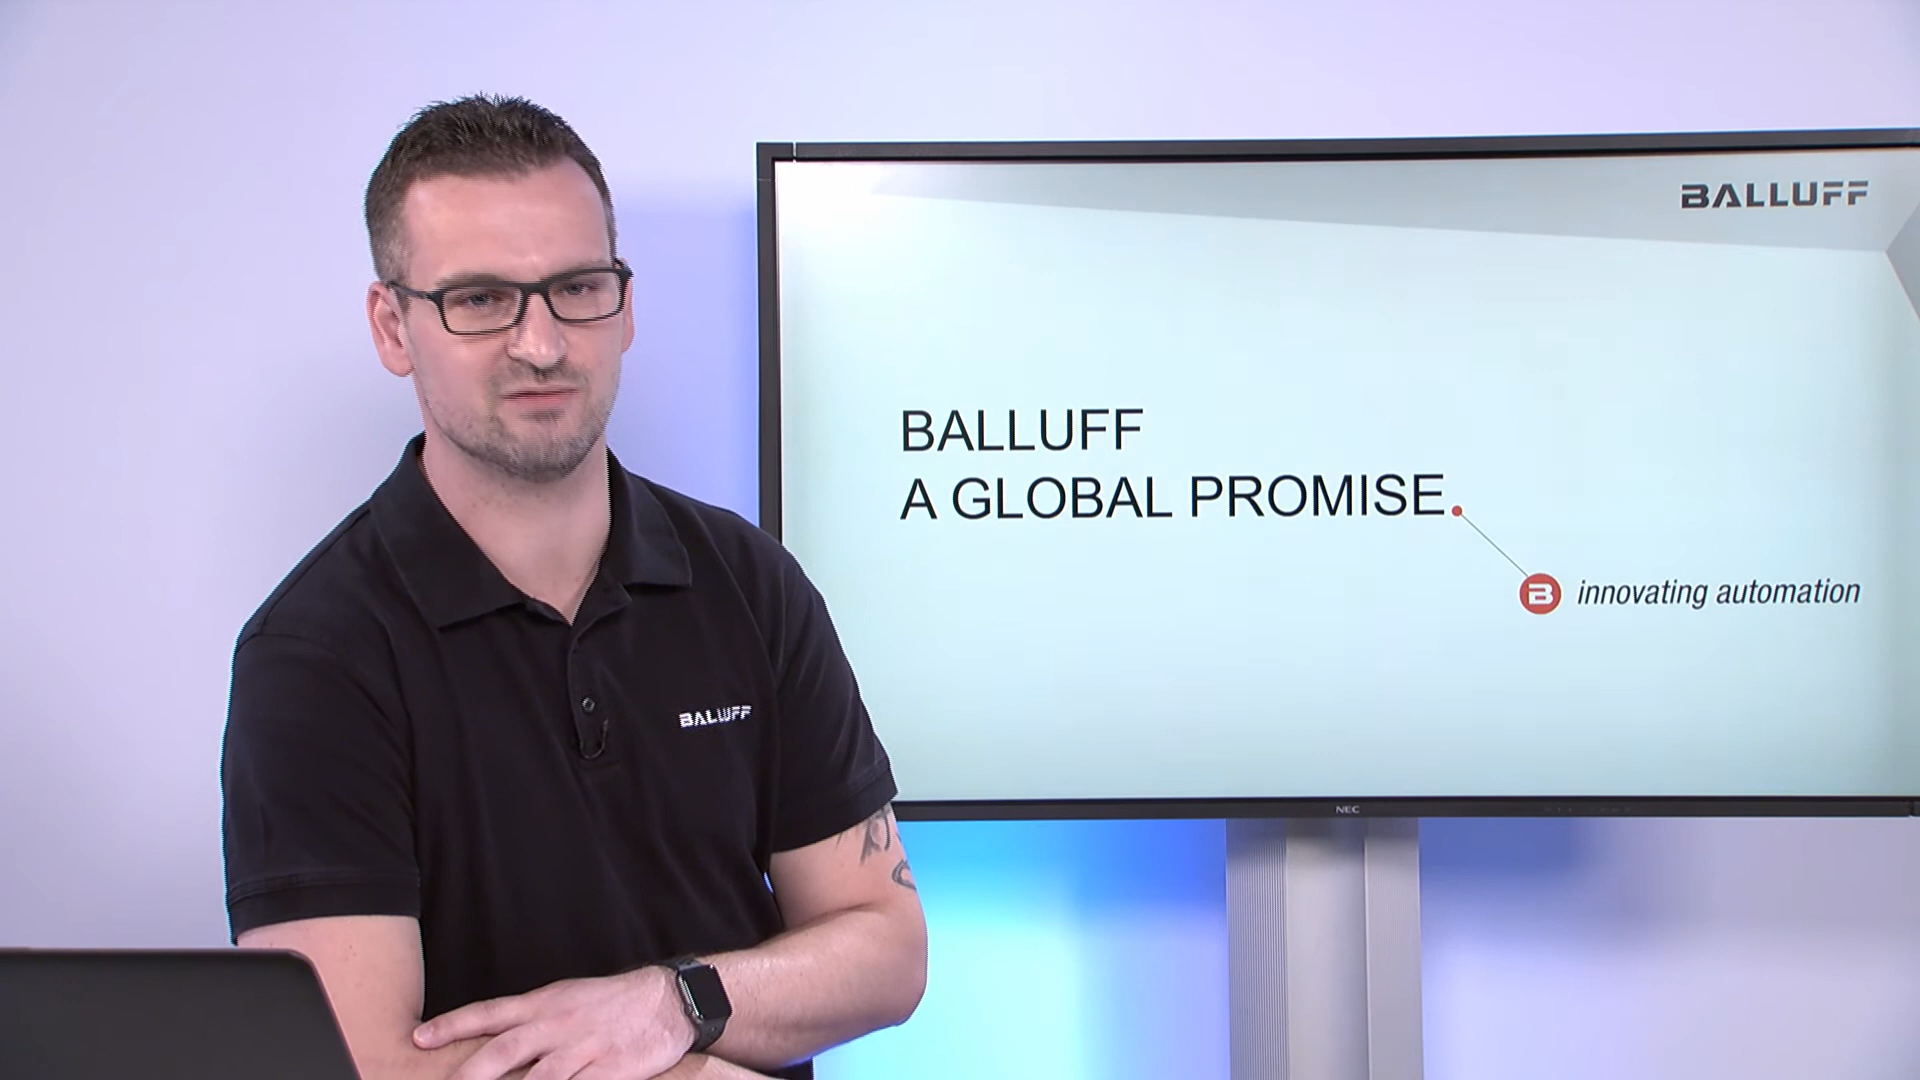 BALLUFF
BALLUFF
A GLOBAL PROMISE.
B innovating automation
BALLUFF
NEC